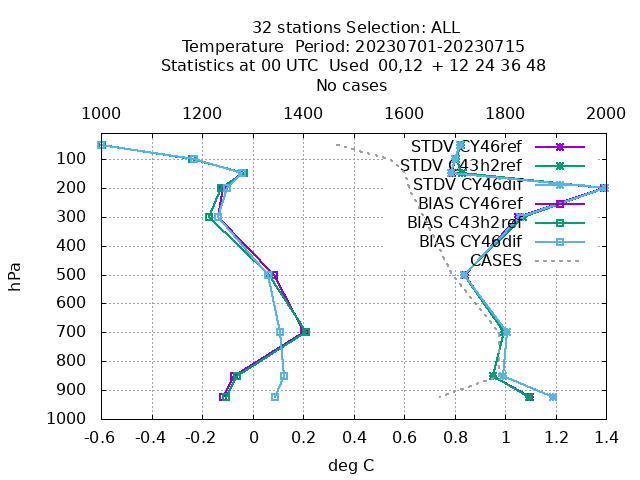 32 stations Selection: ALL
Temperature  Period: 20230701-20230715
Statistics at 00 UTC  Used  00,12  + 12 24 36 48
No cases
1000 1200 1400 1600 1800 2000
STDV CY46ref
STDV C43h2ref
STDV CY46dif
BIAS CY46ref
BIAS C43h2ref
BIAS CY46dif
CASES
hPa
100
200
300
400
500
600
700
800
900
1000
-0.6 -0.4 -0.2 0 0.2 0.4 0.6 0.8 1 1.2 1.4
deg C